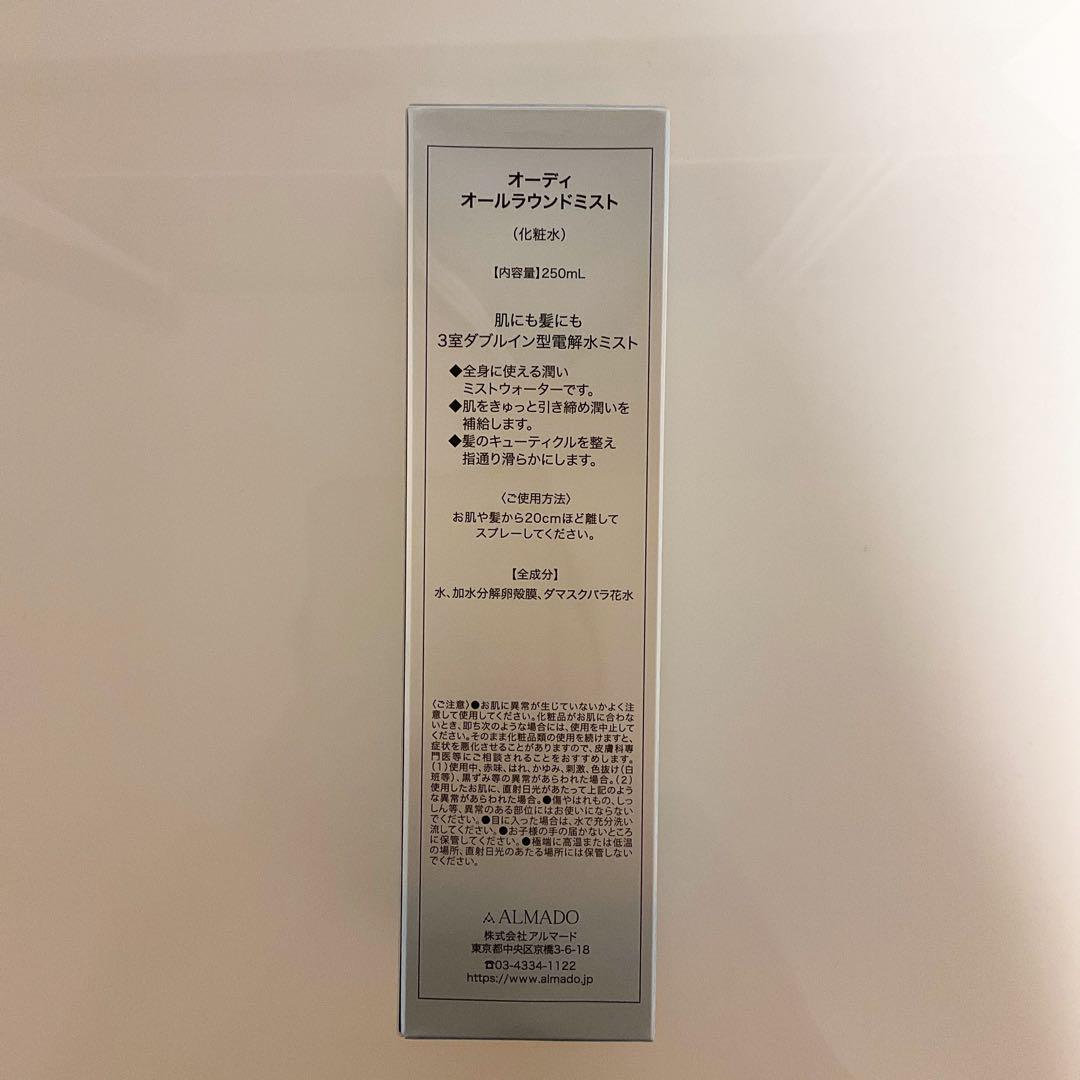 オーディ
オールラウンドミスト
（化粧水）
【内容量】250mL
肌にも髪にも
3室ダブルイン型電解水ミスト
◆全身に使える潤い
ミストウォーターです。
◆肌をきゅっと引き締め潤いを
補給します。
◆髪のキューティクルを整え
指通り滑らかにします。
〈ご使用方法〉
お肌や髪から20cmほど離して
スプレーしてください。
【全成分】
水、加水分解卵殻膜、ダマスクバラ花水
〈ご注意〉●お肌に異常が生じていないかよく注
意して使用してください。化粧品がお肌に合わな
いとき、即ち次のような場合には、使用を中止して
ください。そのまま化粧品類の使用を続けますと、
症状を悪化させることがありますので、皮膚科専
門医等にご相談されることをおすすめします。
（1）使用中、赤味、はれ、かゆみ、刺激、色抜け（白
斑等）、黒ずみ等の異常があらわれた場合。（2）
使用したお肌に、直射日光があたって上記のよう
な異常があらわれた場合。●傷やはれもの、しっ
しん等、異常のある部位にはお使いにならない
でください。●目に入った場合は、水で充分洗い
流してください。●お子様の手の届かないところ
に保管してください。●極端に高温または低温
の場所、直射日光のあたる場所には保管しない
でください。
ALMADO
株式会社アルマード
東京都中央区京橋3-6-18
☎03-4334-1122
https://www.almado.jp